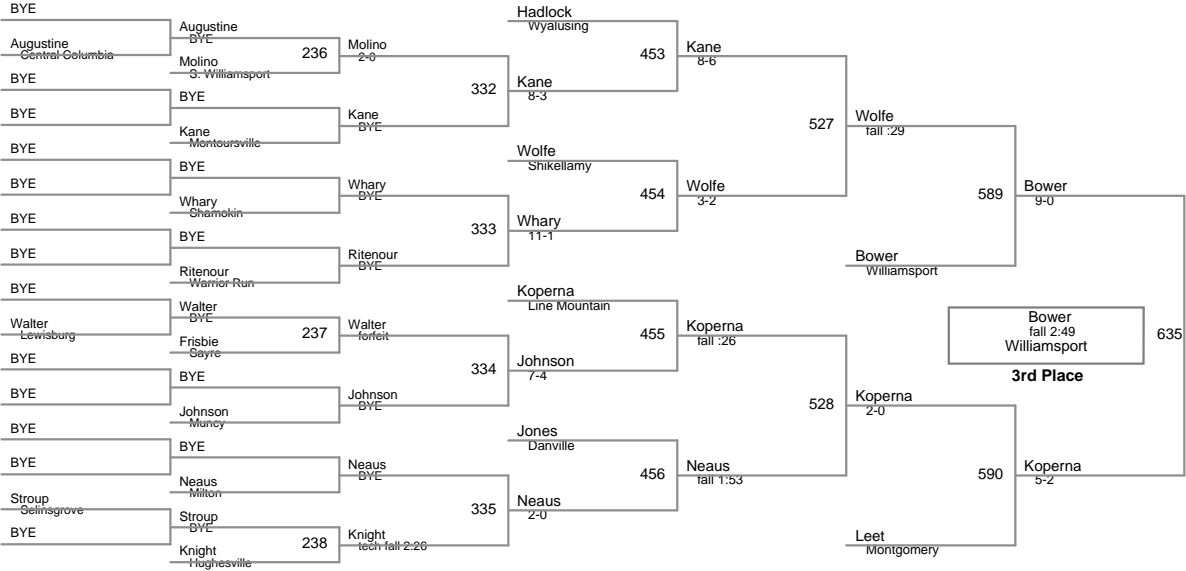 BYE
Augustine
Central Columbia
BYE
BYE
BYE
BYE
BYE
BYE
BYE
Walter
Lewisburg
BYE
BYE
BYE
BYE
Stroup
Selinsgrove
BYE
Augustine
BYE
236
Molino
S. Williamsport
BYE
Kane
Montoursville
BYE
Whary
Shamokin
BYE
Ritenour
Warrior Run
Walter
BYE
237
Frisbie
Sayre
BYE
Johnson
Muncy
BYE
Neaus
Milton
Stroup
BYE
238
Knight
Hughesville
Molino
2-0
332
Kane
BYE
Whary
BYE
333
Ritenour
BYE
Walter
forfeit
334
Johnson
BYE
Neaus
BYE
335
Knight
tech fall 2:26
Hadlock
Wyalusing
453
Kane
8-3
Wolfe
Shikellamy
454
Whary
11-1
Koperna
Line Mountain
455
Johnson
7-4
Jones
Danville
456
Neaus
2-0
Kane
8-6
527
Wolfe
3-2
Koperna
fall :26
528
Neaus
fall 1:53
Wolfe
fall :29
589
Bower
Williamsport
Koperna
2-0
590
Leet
Montgomery
Bower
9-0
635
Koperna
5-2
Bower
fall 2:49
Williamsport
3rd Place